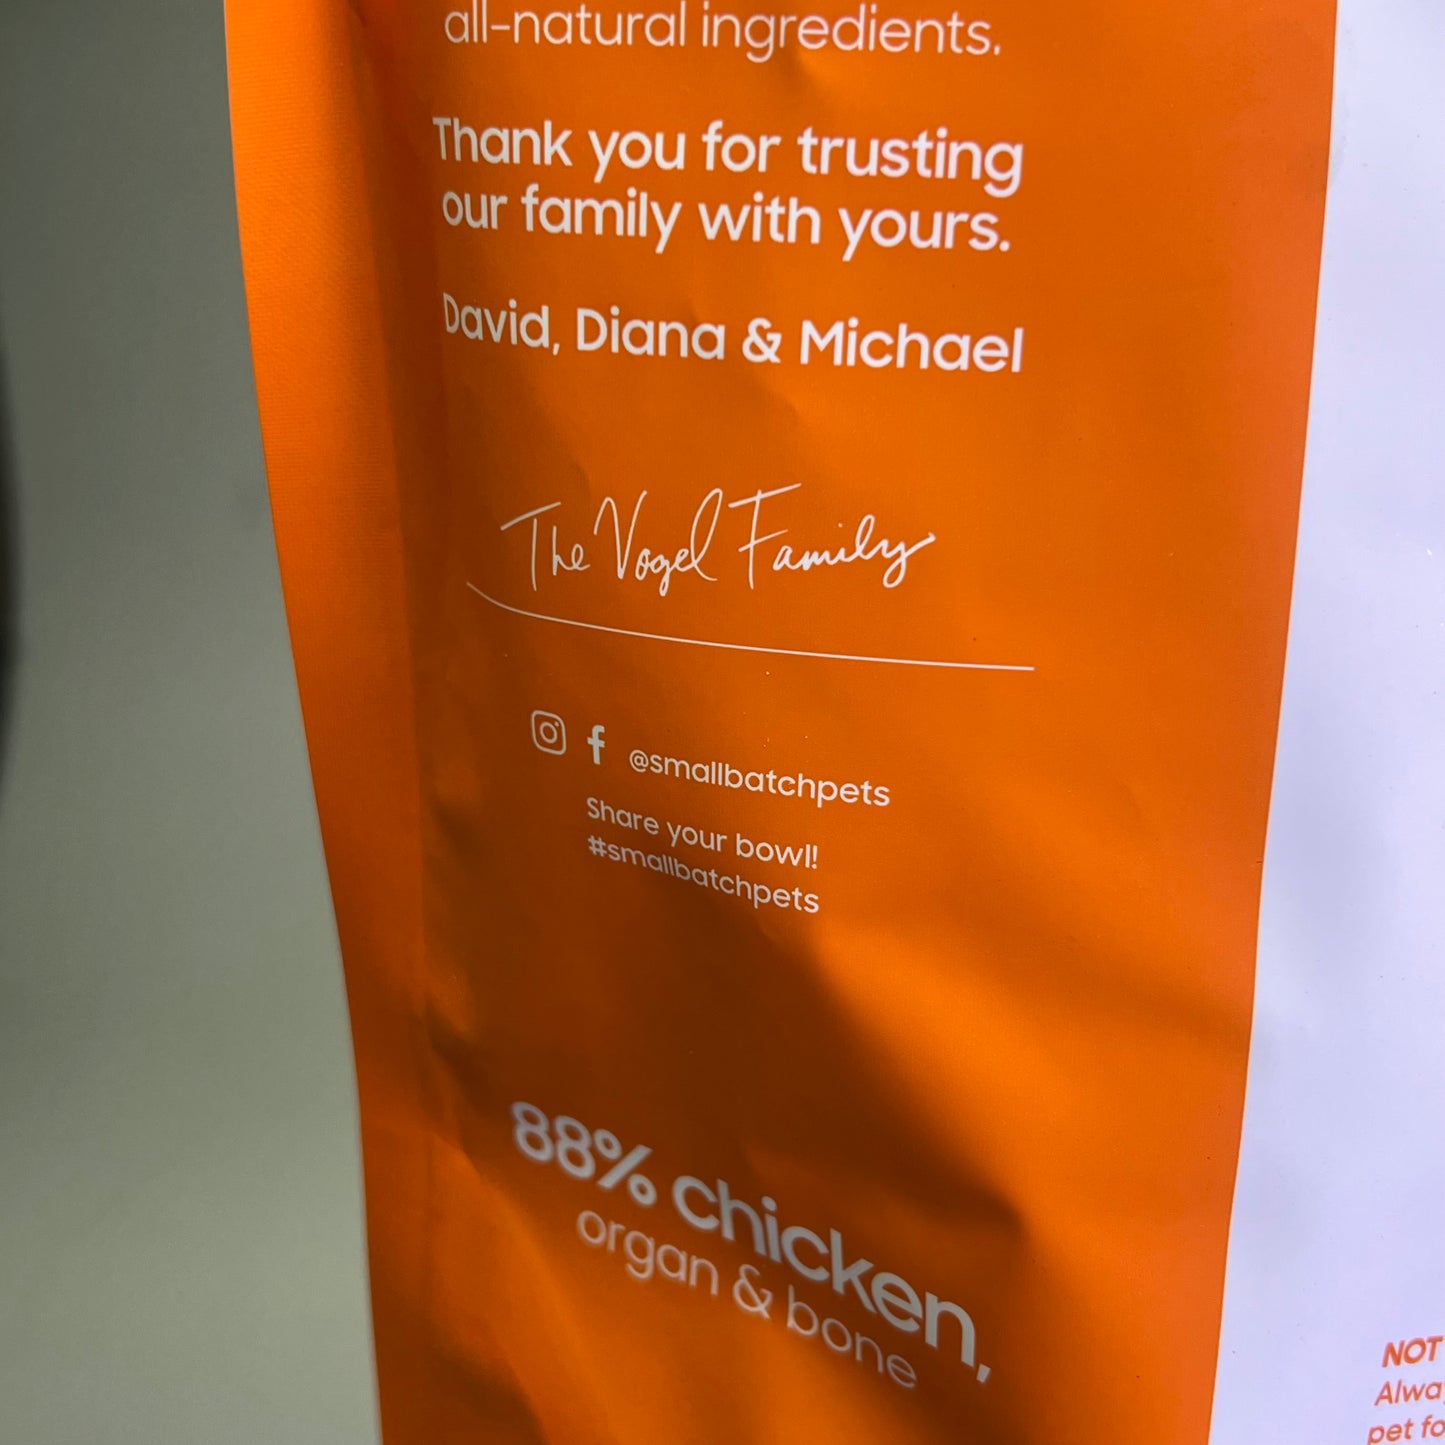 all-natural ingredients.
Thank you for trusting
our family with yours.
David, Diana & Michael
The Vogel Family
@smallbatchpets
Share your bowl!
#smallbatchpets
88% chicken,
organ & bone
NOT
pet